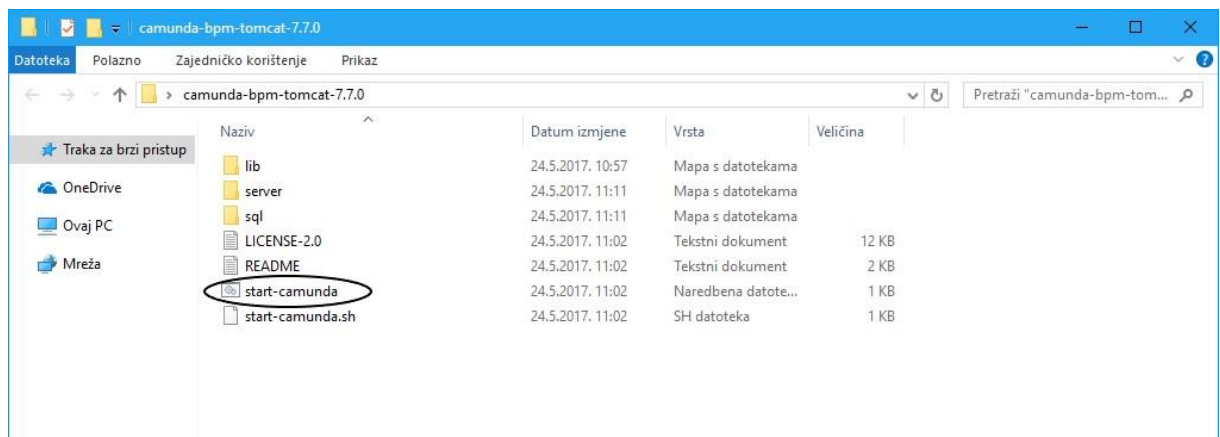 camunda-bpm-tomcat-7.7.0
Datoteka Polazno Zajedničko korištenje Prikaz
camunda-bpm-tomcat-7.7.0 Pretraži "camunda-bpm-tom...
Naziv Datum izmjene Vrsta Veličina
Traka za brzi pristup
OneDrive
Ovaj PC
Mreža
lib 24.5.2017. 10:57 Mapa s datotekama
server 24.5.2017. 11:11 Mapa s datotekama
sql 24.5.2017. 11:11 Mapa s datotekama
LICENSE-2.0 24.5.2017. 11:02 Tekstni dokument 12 KB
README 24.5.2017. 11:02 Tekstni dokument 2 KB
start-camunda 24.5.2017. 11:02 Naredbena datote... 1 KB
start-camunda.sh 24.5.2017. 11:02 SH datoteka 1 KB